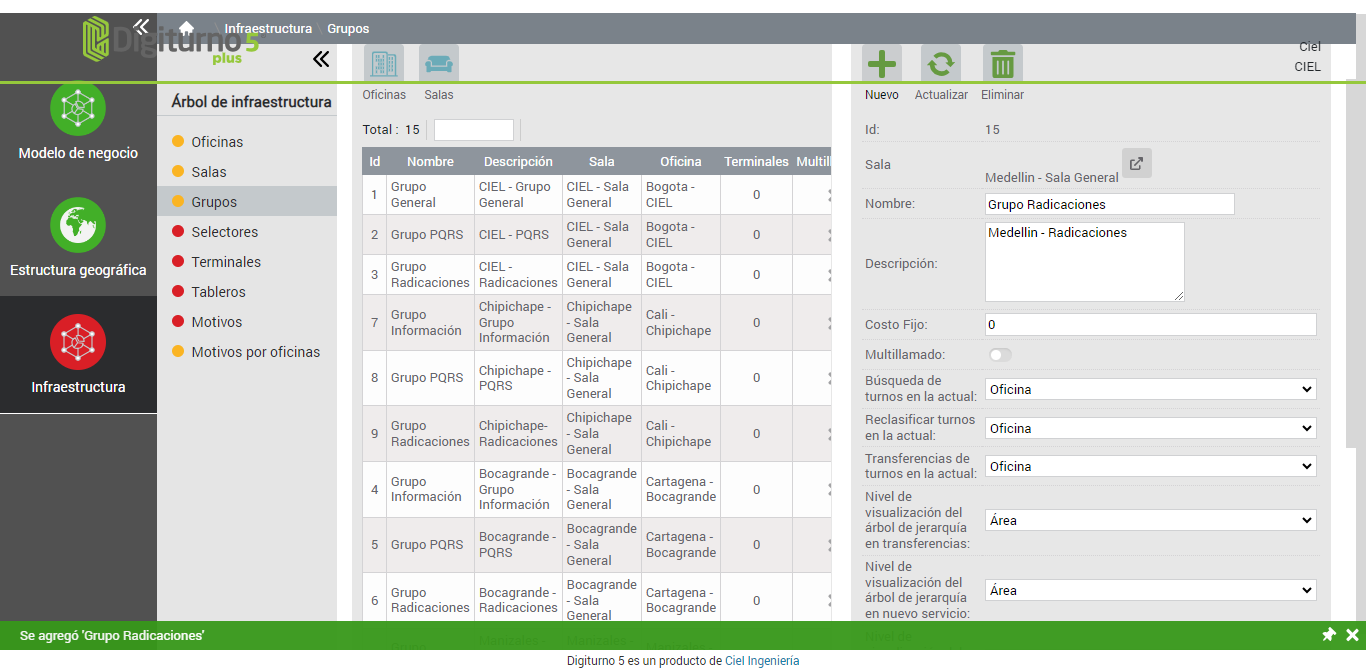 Digiturno 5
plus
Infraestructura Grupos
Ciel
CIEL
Modelo de negocio
Estructura geográfica
Infraestructura
Árbol de infraestructura
Oficinas
Salas
Grupos
Selectores
Terminales
Tableros
Motivos
Motivos por oficinas
Oficinas Salas
Total : 15
Id Nombre Descripción Sala Oficina Terminales Multill
1 Grupo General CIEL - Grupo General CIEL - Sala General Bogota - CIEL 0
2 Grupo PQRS CIEL - PQRS CIEL - Sala General Bogota - CIEL 0
3 Grupo Radicaciones CIEL - Radicaciones CIEL - Sala General Bogota - CIEL 0
7 Grupo Información Chipichape - Grupo Información Chipichape - Sala General Cali - Chipichape 0
8 Grupo PQRS Chipichape - PQRS Chipichape - Sala General Cali - Chipichape 0
9 Grupo Radicaciones Chipichape- Radicaciones Chipichape - Sala General Cali - Chipichape 0
4 Grupo Información Bocagrande - Grupo Información Bocagrande - Sala General Cartagena - Bocagrande 0
5 Grupo PQRS Bocagrande - PQRS Bocagrande - Sala General Cartagena - Bocagrande 0
6 Grupo Radicaciones Bocagrande - Radicaciones Bocagrande - Sala General Cartagena - Bocagrande 0
Nuevo Actualizar Eliminar
Id: 15
Sala Medellin - Sala General
Nombre: Grupo Radicaciones
Descripción: Medellin - Radicaciones
Costo Fijo: 0
Multillamado:
Búsqueda de
turnos en la actual: Oficina
Reclasificar turnos
en la actual: Oficina
Transferencias de
turnos en la actual: Oficina
Nivel de
visualización del
árbol de jerarquía
en transferencias: Área
Nivel de
visualización del
árbol de jerarquía
en nuevo servicio: Área
Nivel de
Se agregó 'Grupo Radicaciones'
Digiturno 5 es un producto de Ciel Ingeniería